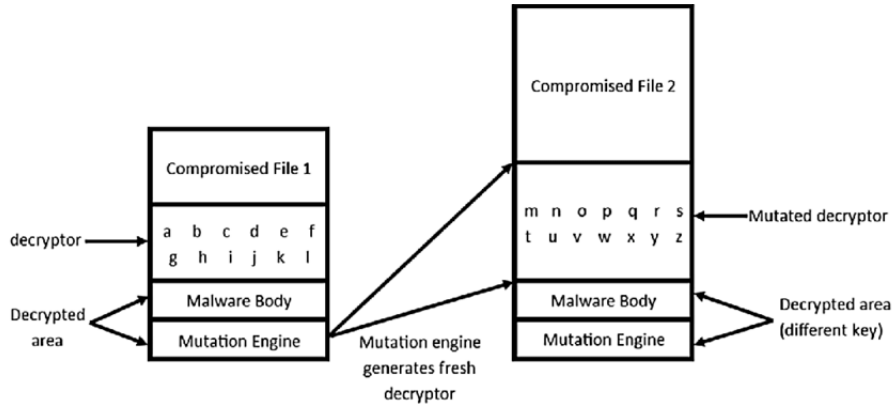 Compromised File 1
decryptor
a b c d e f
g h i j k l
Decrypted
area
Malware Body
Mutation Engine
Mutation engine
generates fresh
decryptor
Compromised File 2
m n o p q r s
t u v w x y z
Mutated decryptor
Malware Body
Mutation Engine
Decrypted area
(different key)